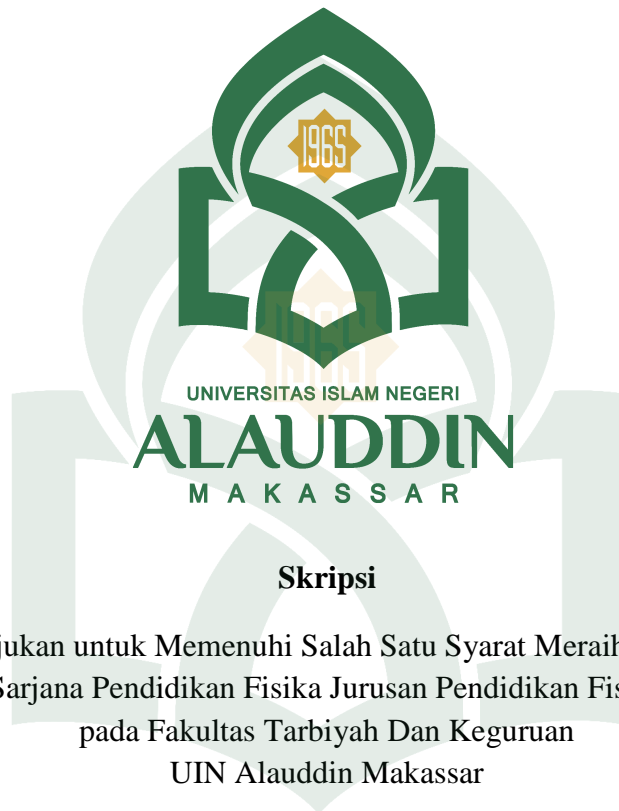 1965
UNIVERSITAS ISLAM NEGERI
ALAUDDIN
MAKASSAR
Skripsi
untuk Memenuhi Salah Satu Syarat Meraih
Sarjana Pendidikan Fisika Jurusan Pendidikan
pada Fakultas Tarbiyah Dan Keguruan
UIN Alauddin Makassar